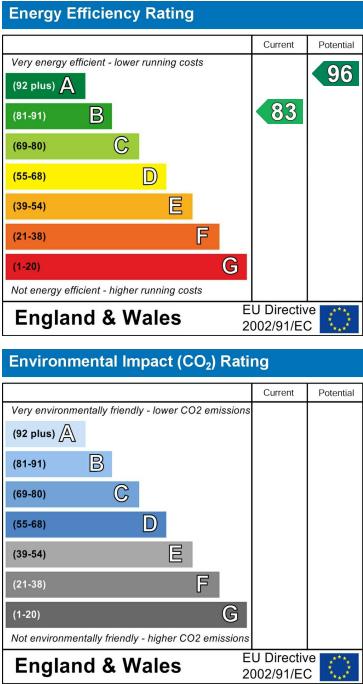 Energy Efficiency Rating
Current Potential
Very energy efficient - lower running costs
(92 plus) A
(81-91) B
(69-80) C
(55-68) D
(39-54) E
(21-38) F
(1-20) G
83
96
Not energy efficient - higher running costs
England & Wales
EU Directive
2002/91/EC
Environmental Impact (CO2) Rating
Current Potential
Very environmentally friendly - lower CO2 emissions
(92 plus) A
(81-91) B
(69-80) C
(55-68) D
(39-54) E
(21-38) F
(1-20) G
Not environmentally friendly - higher CO2 emissions
England & Wales
EU Directive
2002/91/EC